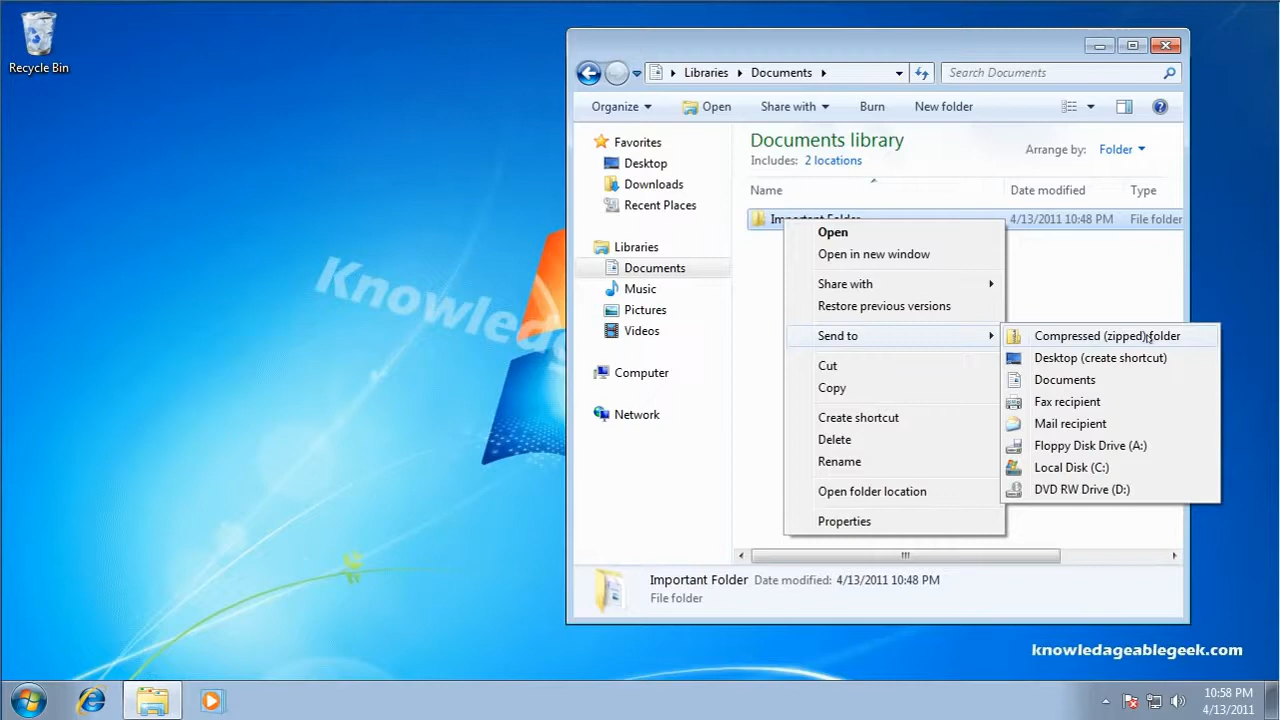 Recycle Bin
Knowled
Libraries
Documents
Search Documents
Organize
Open
Share with
Burn
New folder
Favorites
Desktop
Downloads
Recent Places
Libraries
Documents
Music
Pictures
Videos
Computer
Network
Documents library
Includes: 2 locations
Arrange by: Folder
Name
Date modified
Type
Important Folder
4/13/2011 10:48 PM
File folder
Open
Open in new window
Share with
Restore previous versions
Send to
Cut
Copy
Create shortcut
Delete
Rename
Open folder location
Properties
Compressed (zipped) folder
Desktop (create shortcut)
Documents
Fax recipient
Mail recipient
Floppy Disk Drive (A:)
Local Disk (C:)
DVD RW Drive (D:)
Important Folder Date modified: 4/13/2011 10:48 PM
File folder
knowledageablegeek.com
10:58 PM
4/13/2011